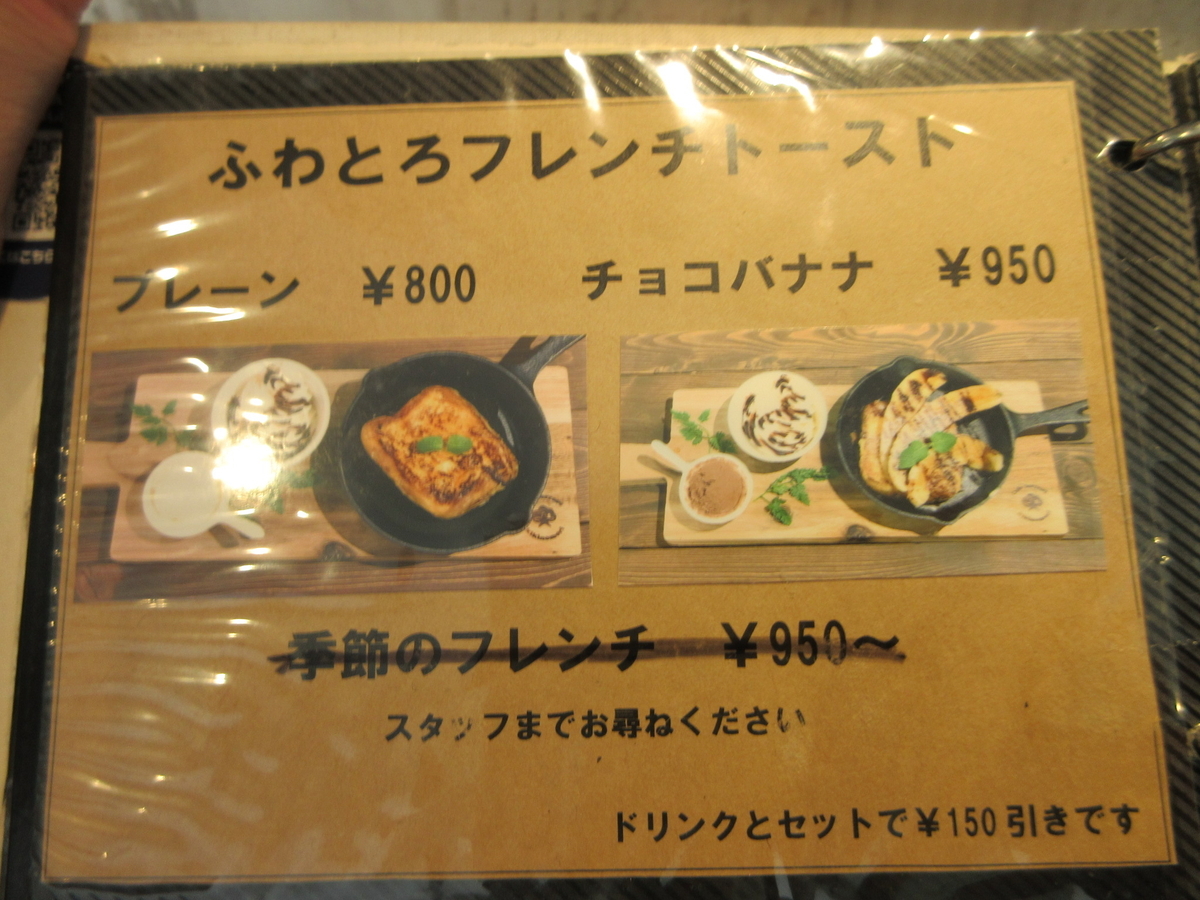 ふわとろフレンチトースト
プレーン ￥800 チョコバナナ ￥950
季節のフレンチ ￥950～
スタッフまでお尋ねください
ドリンクとセットで￥150引きです
こちら